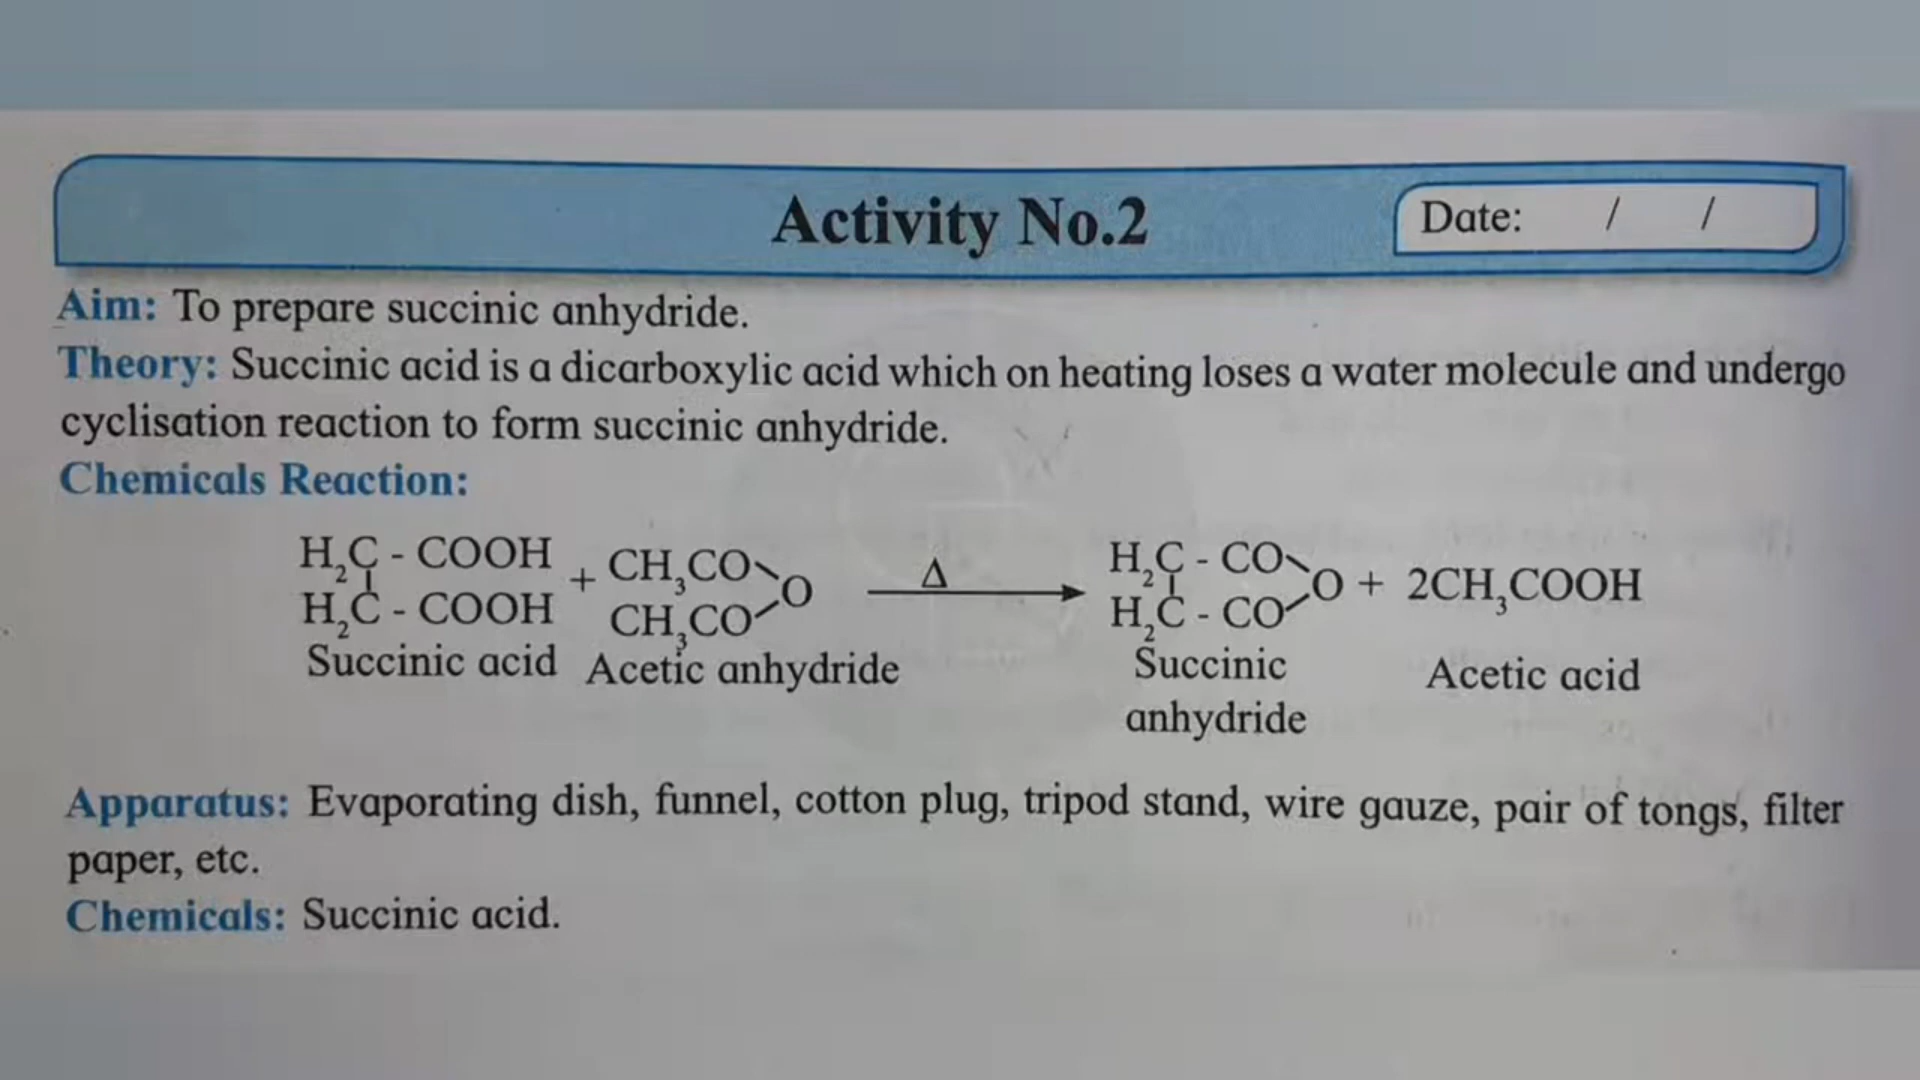 Activity No.2
Date: / /
Aim: To prepare succinic anhydride.
Theory: Succinic acid is a dicarboxylic acid which on heating loses a water molecule and undergo
cyclisation reaction to form succinic anhydride.
Chemicals Reaction:
H₂C - COOH + CH₃CO O Δ H₂C - CO O + 2CH₃COOH
H₂C - COOH CH₃CO H₂C - CO
Succinic acid Acetic anhydride Succinic Acetic acid
anhydride
Apparatus: Evaporating dish, funnel, cotton plug, tripod stand, wire gauze, pair of tongs, filter
paper, etc.
Chemicals: Succinic acid.